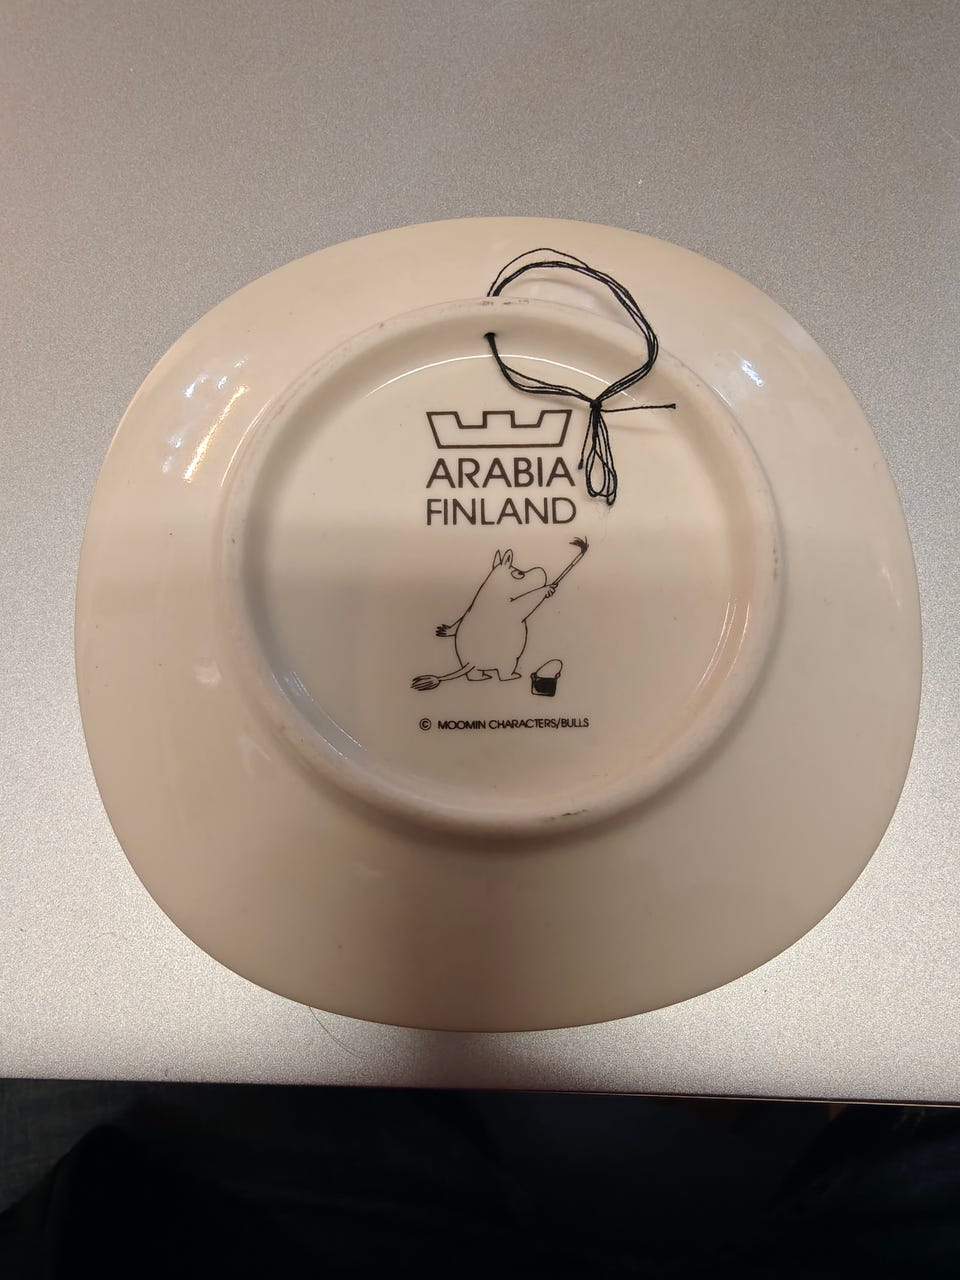 ARABIA
FINLAND
© MOOMIN CHARACTERS/BULLS